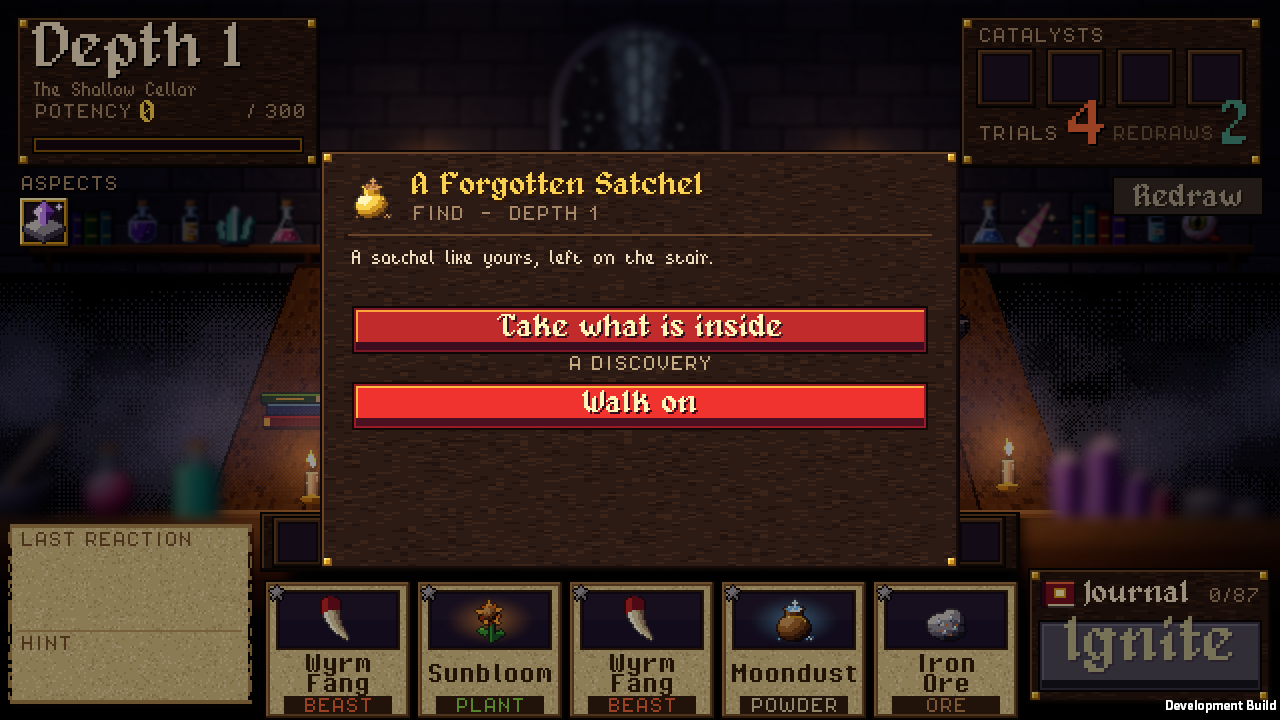 Depth 1
The Shallow Cellar
POTENCY 0 / 300
ASPECTS
CATALYSTS
TRIALS 4 REDRAWS 2
Redraw
A Forgotten Satchel
FIND - DEPTH 1
A satchel like yours, left on the stair.
Take what is inside
A DISCOVERY
Walk on
LAST REACTION
HINT
Wyrm
Fang
BEAST
Sunbloom
PLANT
Wyrm
Fang
BEAST
Moondust
POWDER
Iron
Ore
ORE
Journal 0/87
Ignite
Development Build